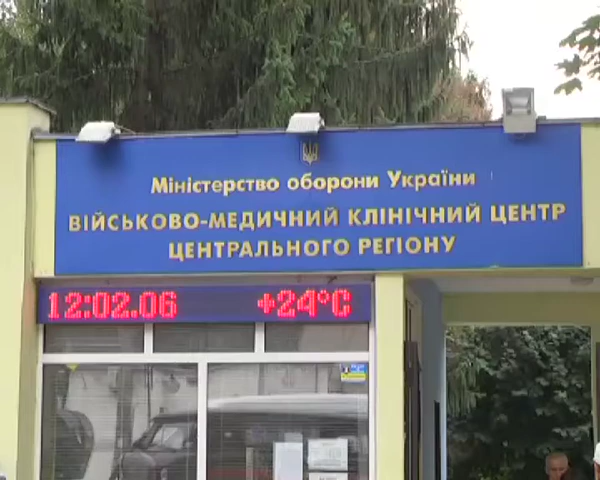 Міністерство оборони України
ВІЙСЬКОВО-МЕДИЧНИЙ КЛІНІЧНИЙ ЦЕНТР
ЦЕНТРАЛЬНОГО РЕГІОНУ
12:02.06 +24°C